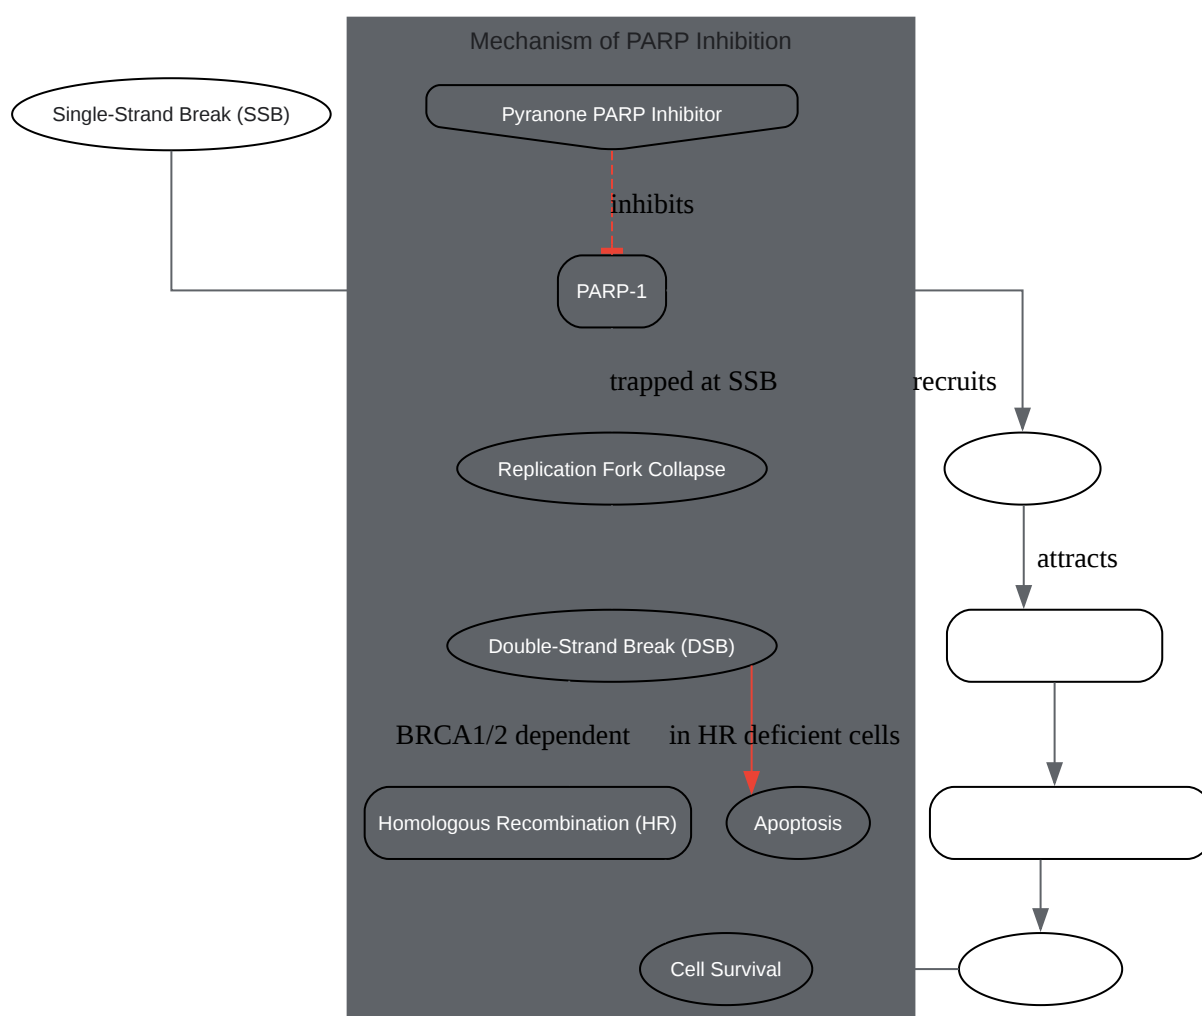 Mechanism of PARP Inhibition
Single-Strand Break (SSB)
Pyranone PARP Inhibitor
inhibits
PARP-1
trapped at SSB
recruits
Replication Fork Collapse
attracts
Double-Strand Break (DSB)
BRCA1/2 dependent
in HR deficient cells
Homologous Recombination (HR)
Apoptosis
Cell Survival